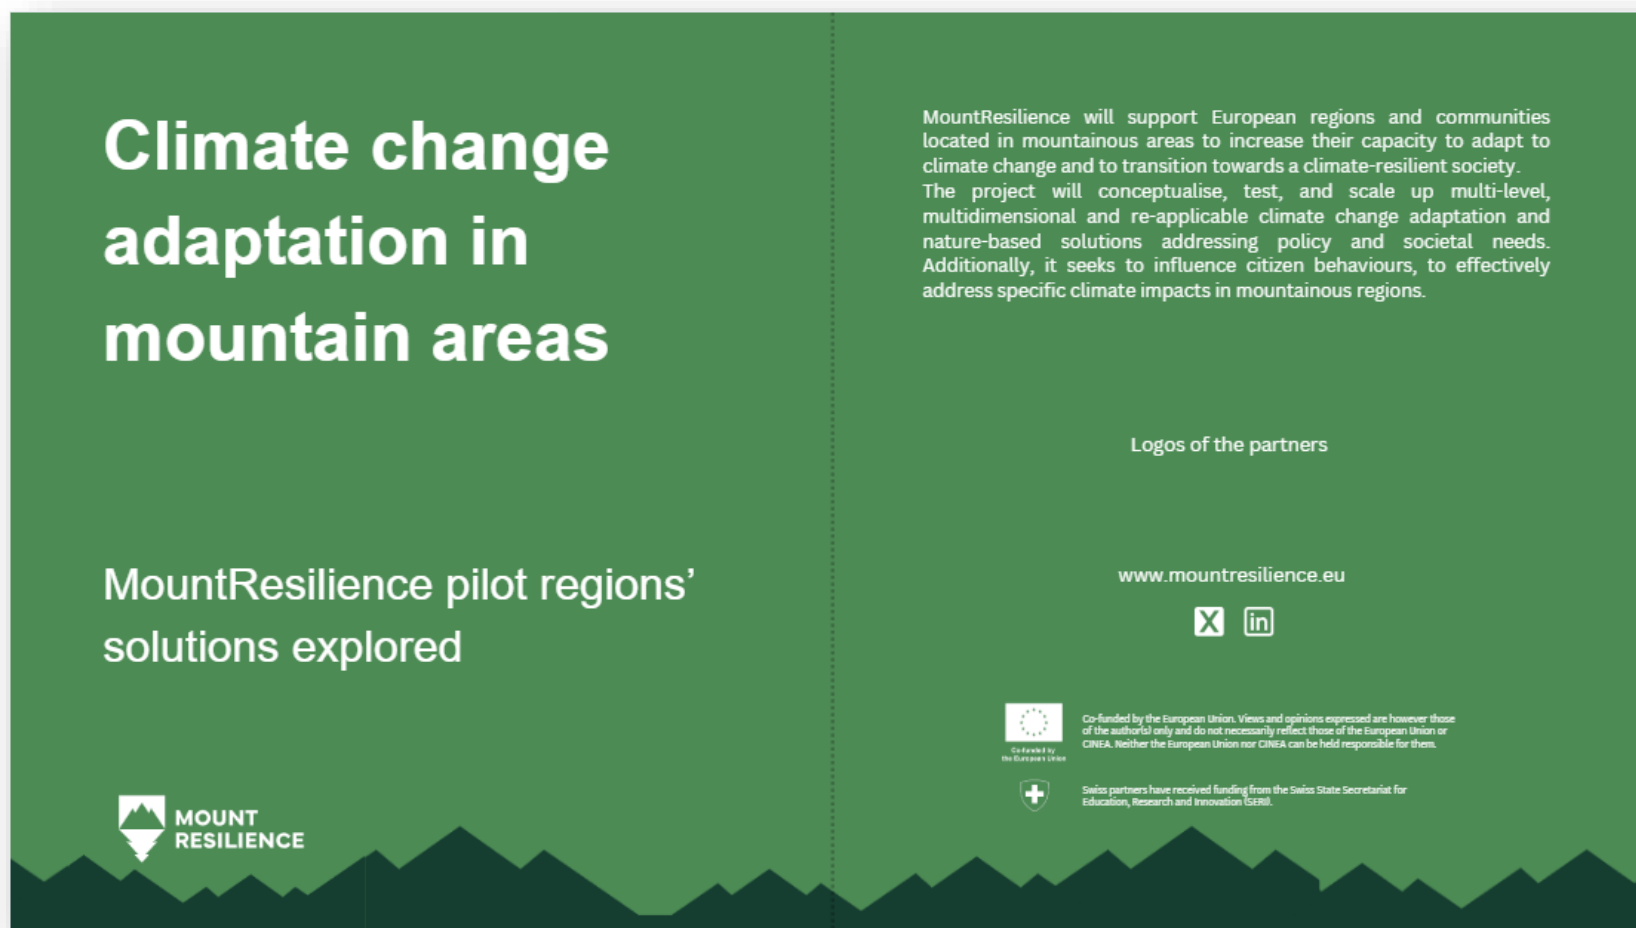 Climate change
adaptation in
mountain areas
MountResilience pilot regions’
solutions explored
MOUNT
RESILIENCE
MountResilience will support European regions and communities
located in mountainous areas to increase their capacity to adapt to
climate change and to transition towards a climate-resilient society.
The project will conceptualise, test, and scale up multi-level,
multidimensional and re-applicable climate change adaptation and
nature-based solutions addressing policy and societal needs.
Additionally, it seeks to influence citizen behaviours, to effectively
address specific climate impacts in mountainous regions.
Logos of the partners
www.mountresilience.eu
X in
Co-funded by
the European Union
Co-funded by the European Union. Views and opinions expressed are however those
of the author(s) only and do not necessarily reflect those of the European Union or
CINEA. Neither the European Union nor CINEA can be held responsible for them.
Swiss partners have received funding from the Swiss State Secretariat for
Education, Research and Innovation (SERI).